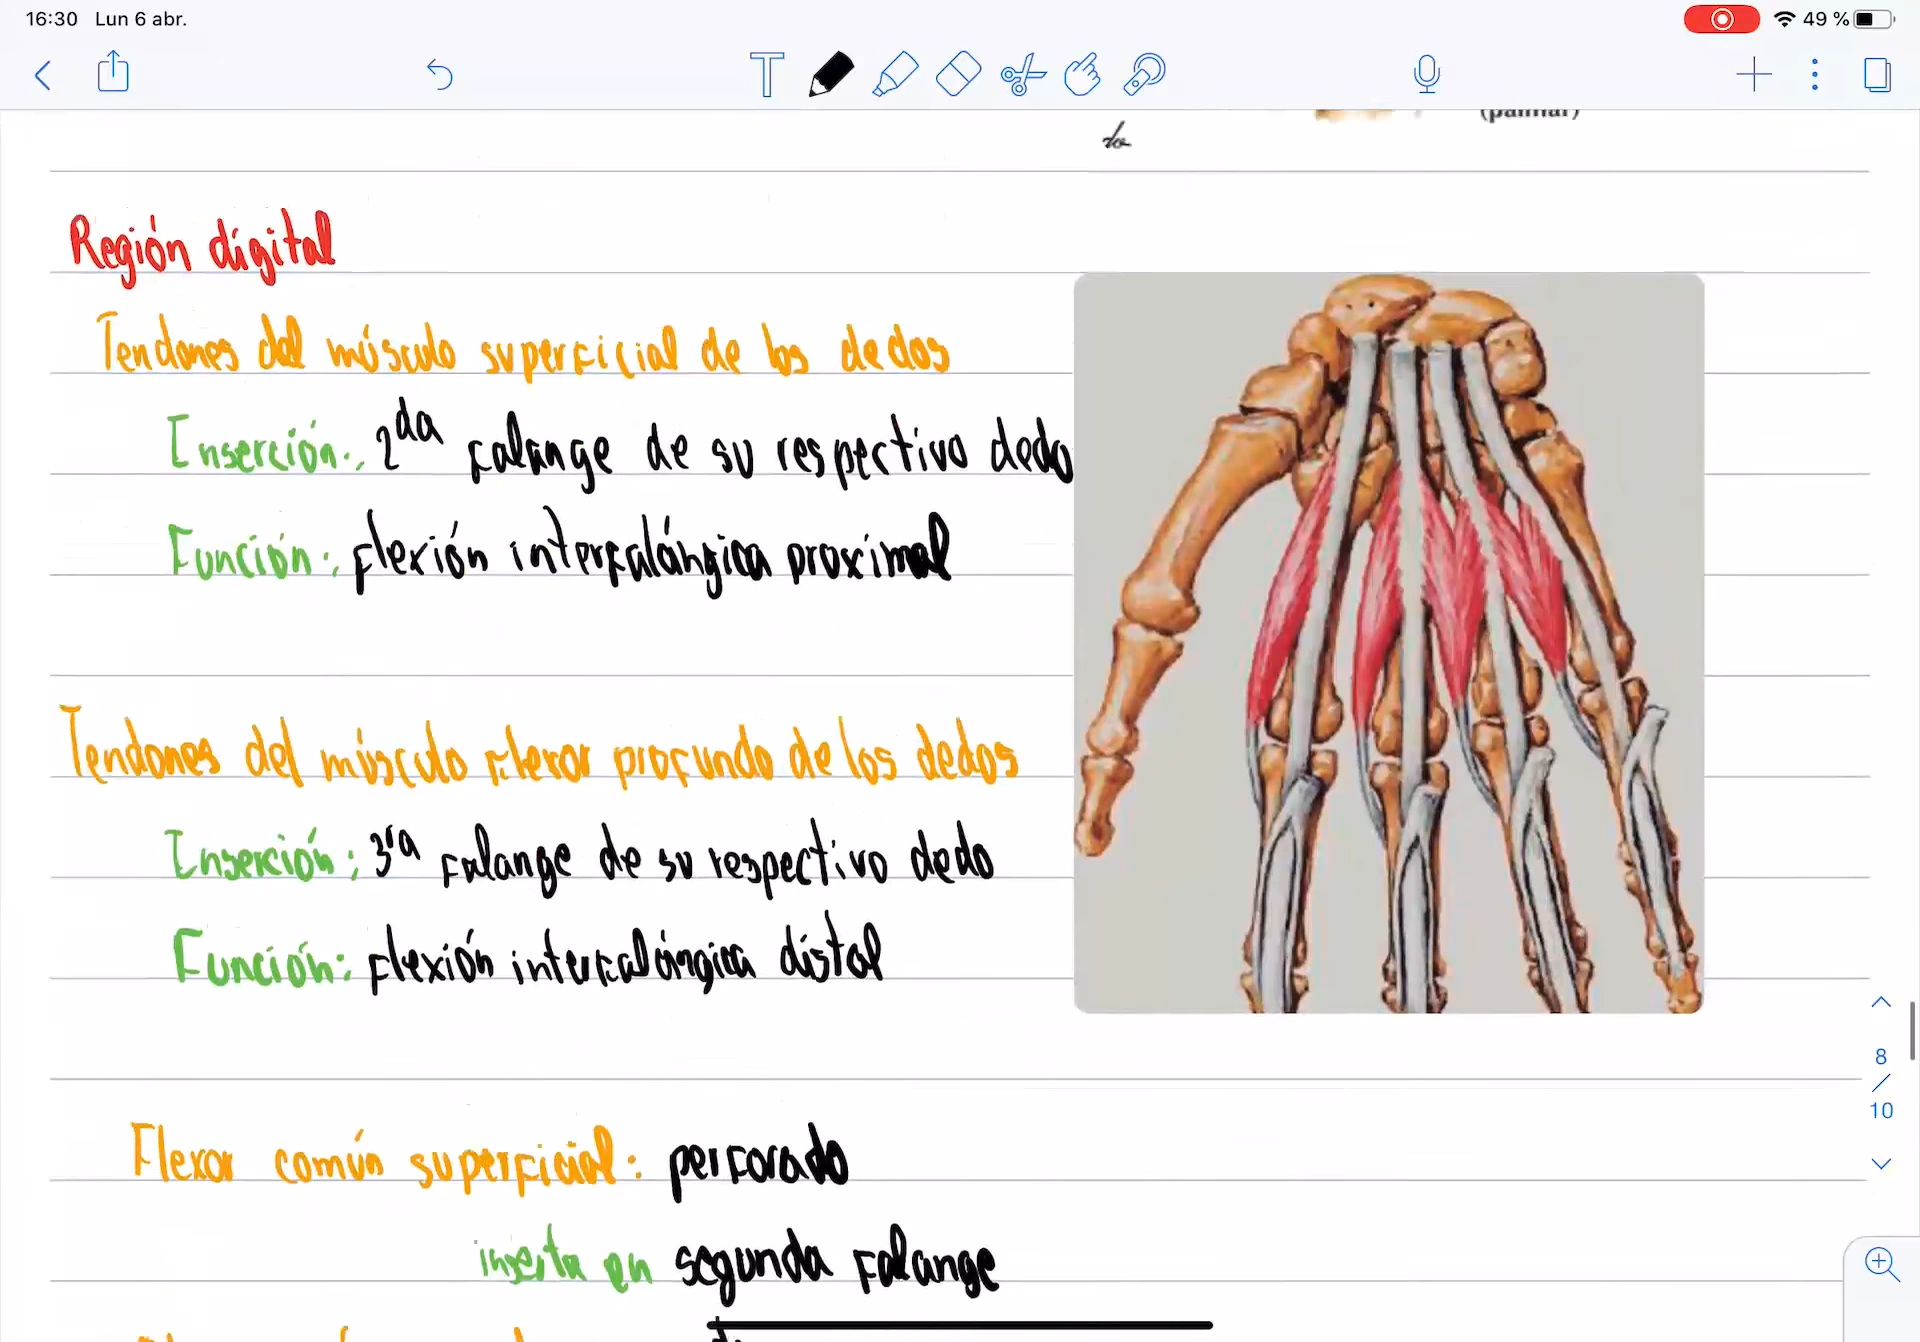 16:30 Lun 6 abr.
49 %
(palmar)
Región digital
Tendones del músculo superficial de los dedos
Inserción: 2da falange de su respectivo dedo
Función: flexión interfalángica proximal
Tendones del músculo flexor profundo de los dedos
Inserción: 3ra falange de su respectivo dedo
Función: flexión interfalángica distal
Flexor común superficial: perforado
inserta en segunda falange
8
/
10